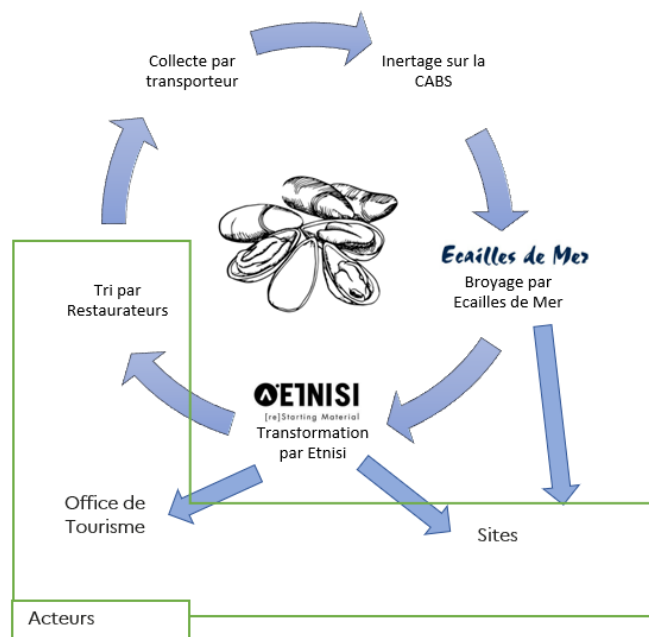 Collecte par
transporteur
Inertage sur la
CABS
Ecailles de Mer
Broyage par
Ecailles de Mer
Tri par
Restaurateurs
ETNISI
[re]Starting Material
Transformation
par Etnisi
Office de
Tourisme
Sites
Acteurs